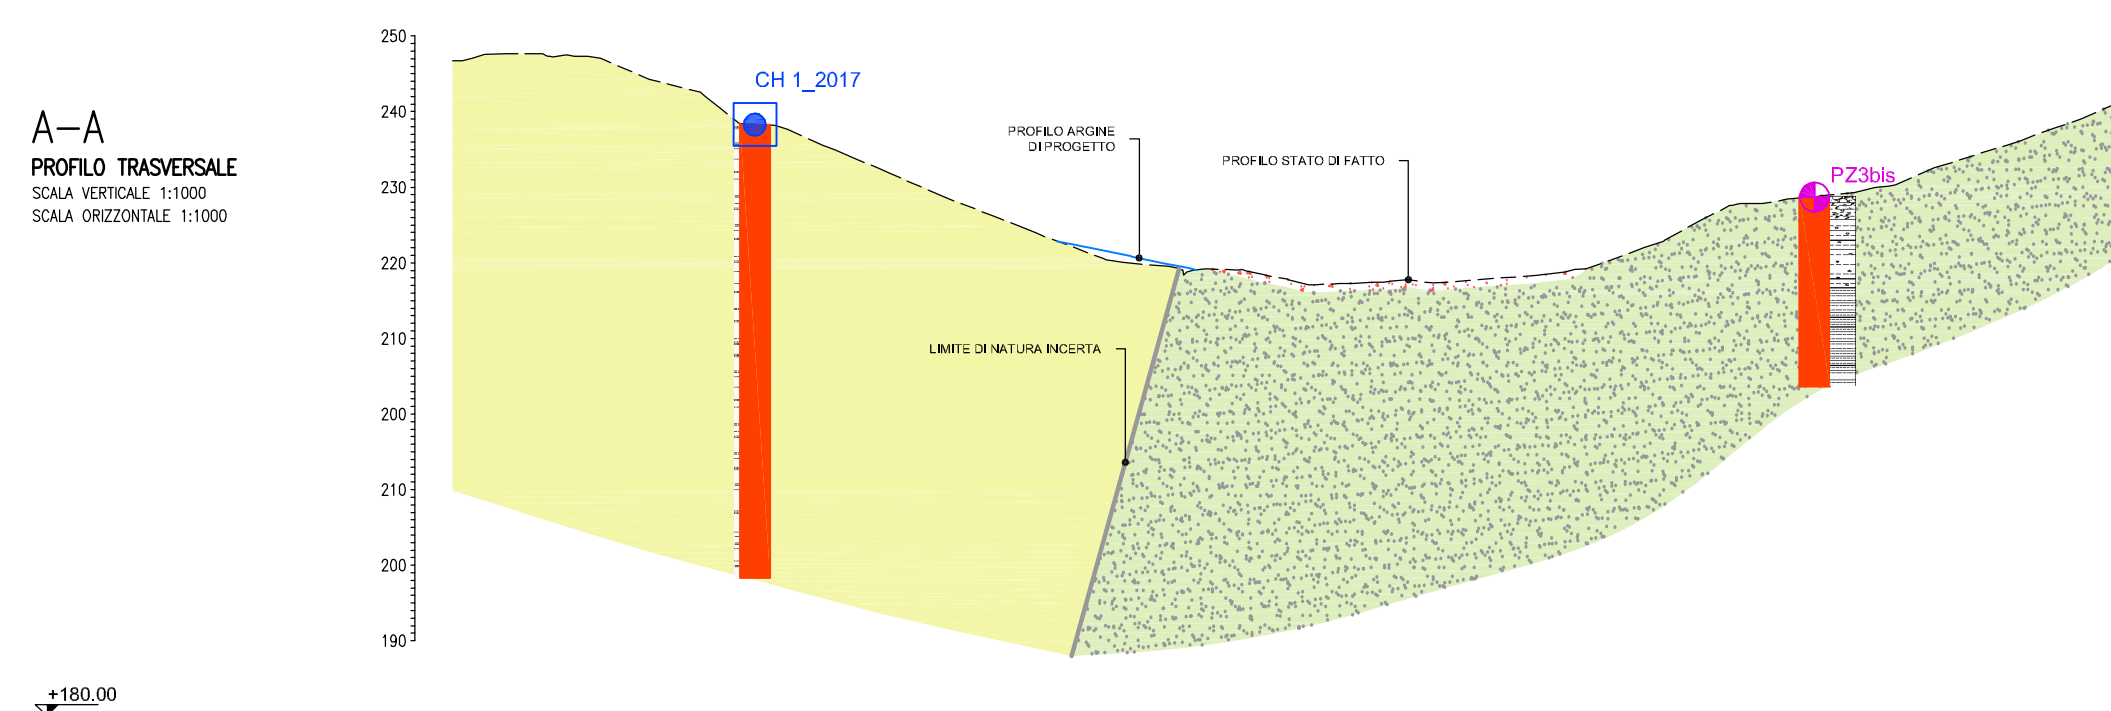 A-A
PROFILO TRASVERSALE
SCALA VERTICALE 1:1000
SCALA ORIZZONTALE 1:1000
250
240
230
220
210
200
210
200
190
+180.00
CH 1_2017
PROFILO ARGINE
DI PROGETTO
PROFILO STATO DI FATTO
LIMITE DI NATURA INCERTA
PZ3bis